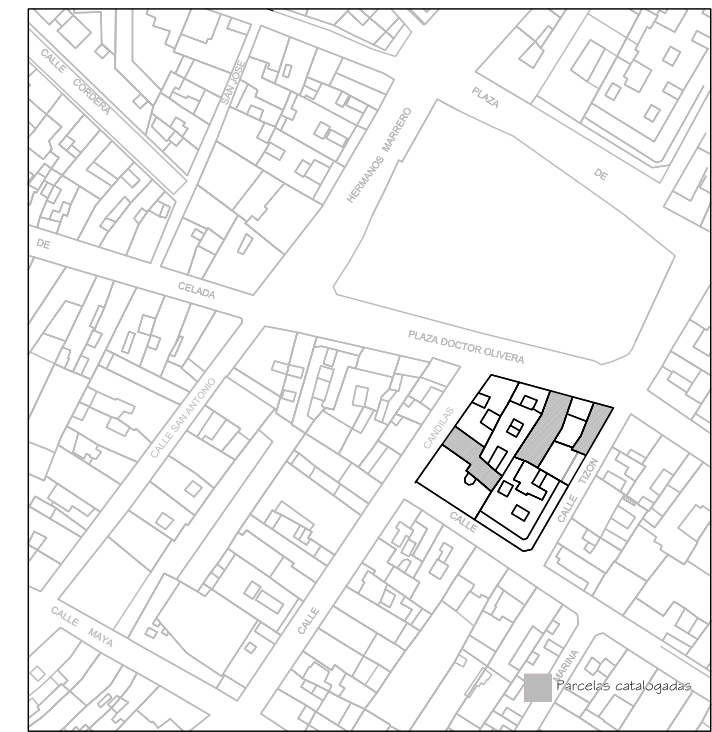 CALLE CORDERA
SAN JOSE
HERMANOS MARRERO
PLAZA
DE
DE
CELADA
PLAZA DOCTOR OLIVERA
CALLE SAN ANTONIO
CANDILAS
CALLE TIZON
CALLE
CALLE MAYA
CALLE
MARINA
Parcelas catalogadas